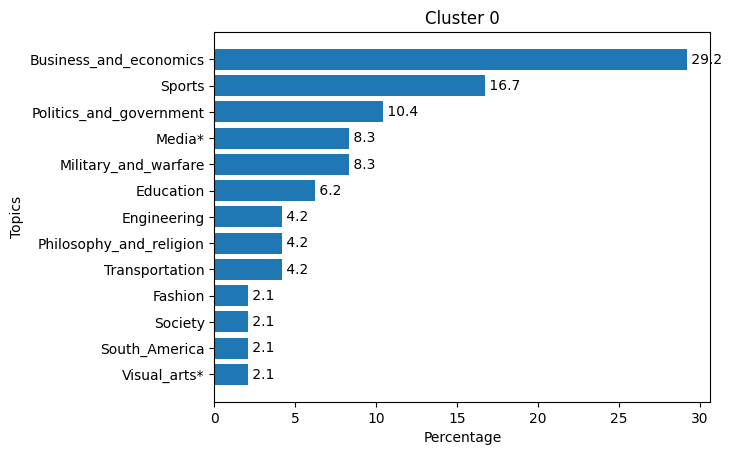 Cluster 0
Topics
Business_and_economics 29.2
Sports 16.7
Politics_and_government 10.4
Media* 8.3
Military_and_warfare 8.3
Education 6.2
Engineering 4.2
Philosophy_and_religion 4.2
Transportation 4.2
Fashion 2.1
Society 2.1
South_America 2.1
Visual_arts* 2.1
0 5 10 15 20 25 30
Percentage